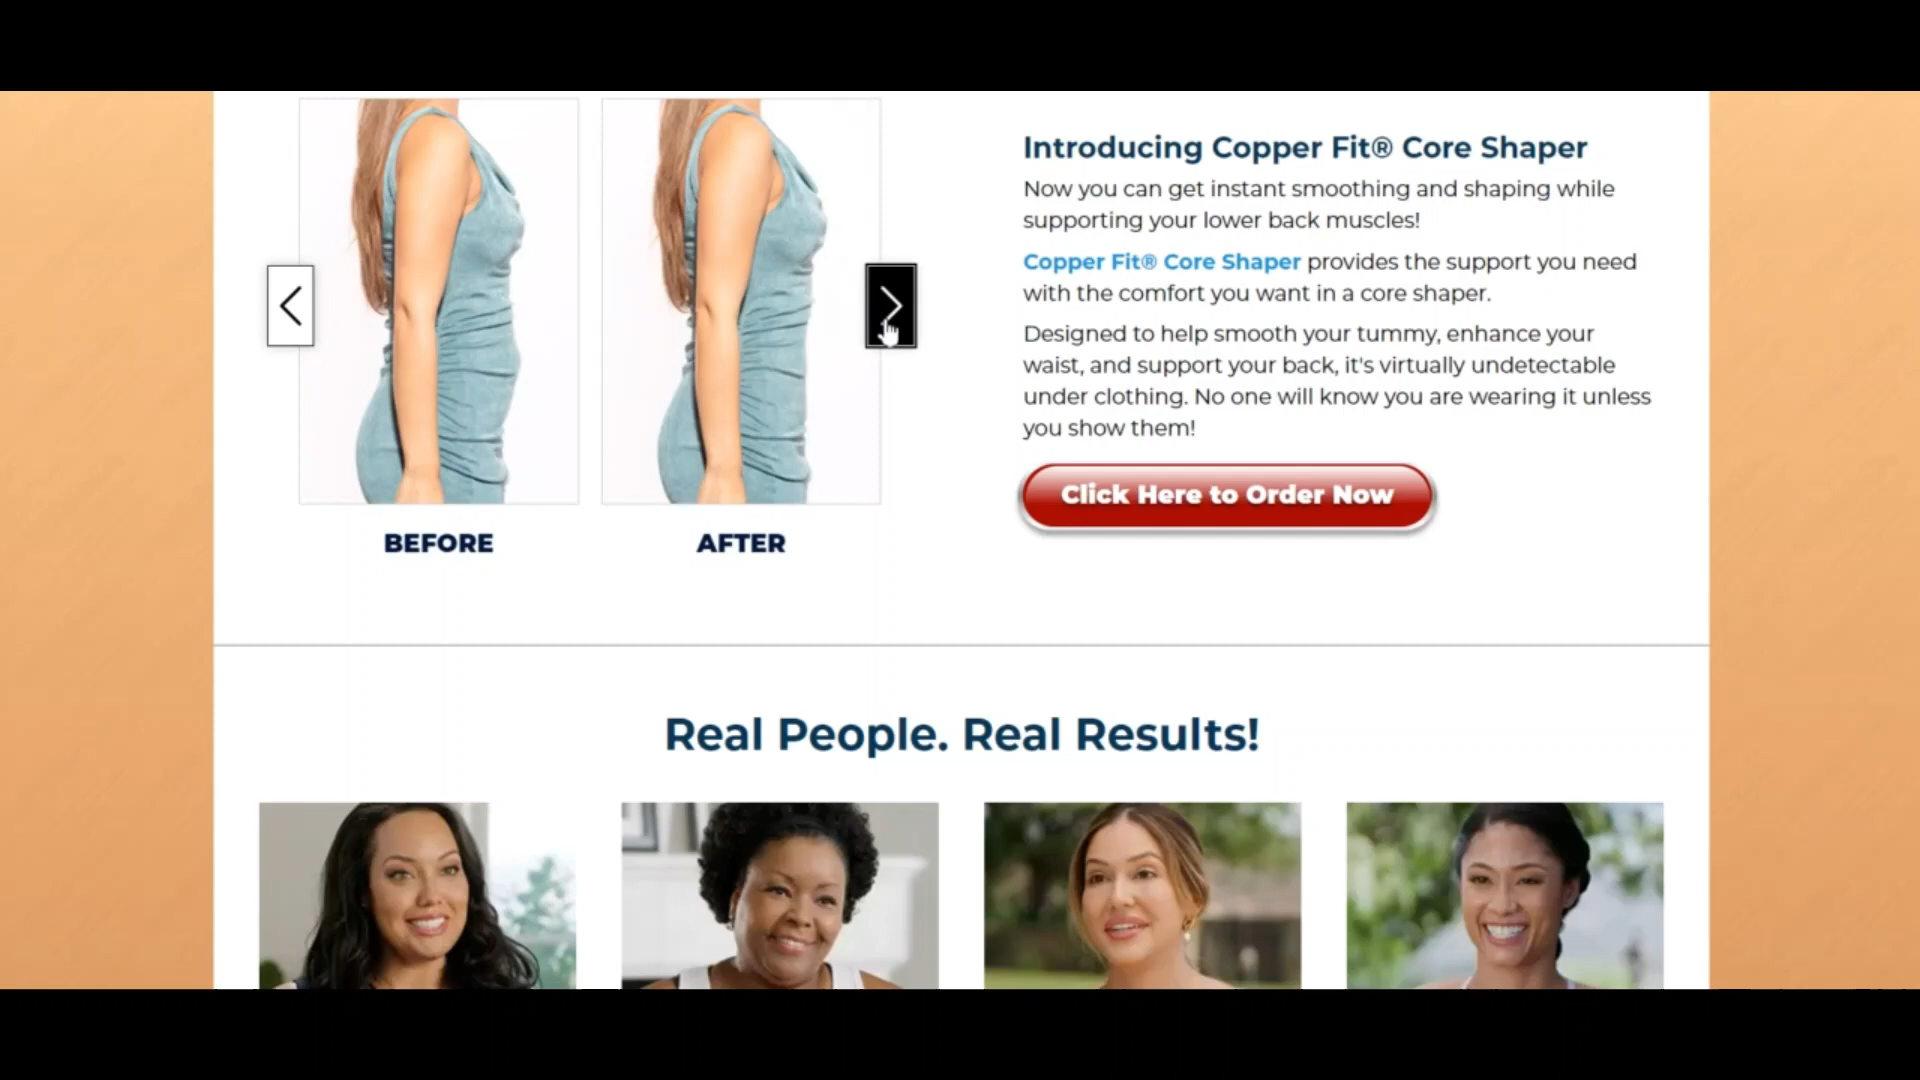 Introducing Copper Fit® Core Shaper
Now you can get instant smoothing and shaping while
supporting your lower back muscles!
Copper Fit® Core Shaper provides the support you need
with the comfort you want in a core shaper.
Designed to help smooth your tummy, enhance your
waist, and support your back, it's virtually undetectable
under clothing. No one will know you are wearing it unless
you show them!
Click Here to Order Now
BEFORE
AFTER
Real People. Real Results!